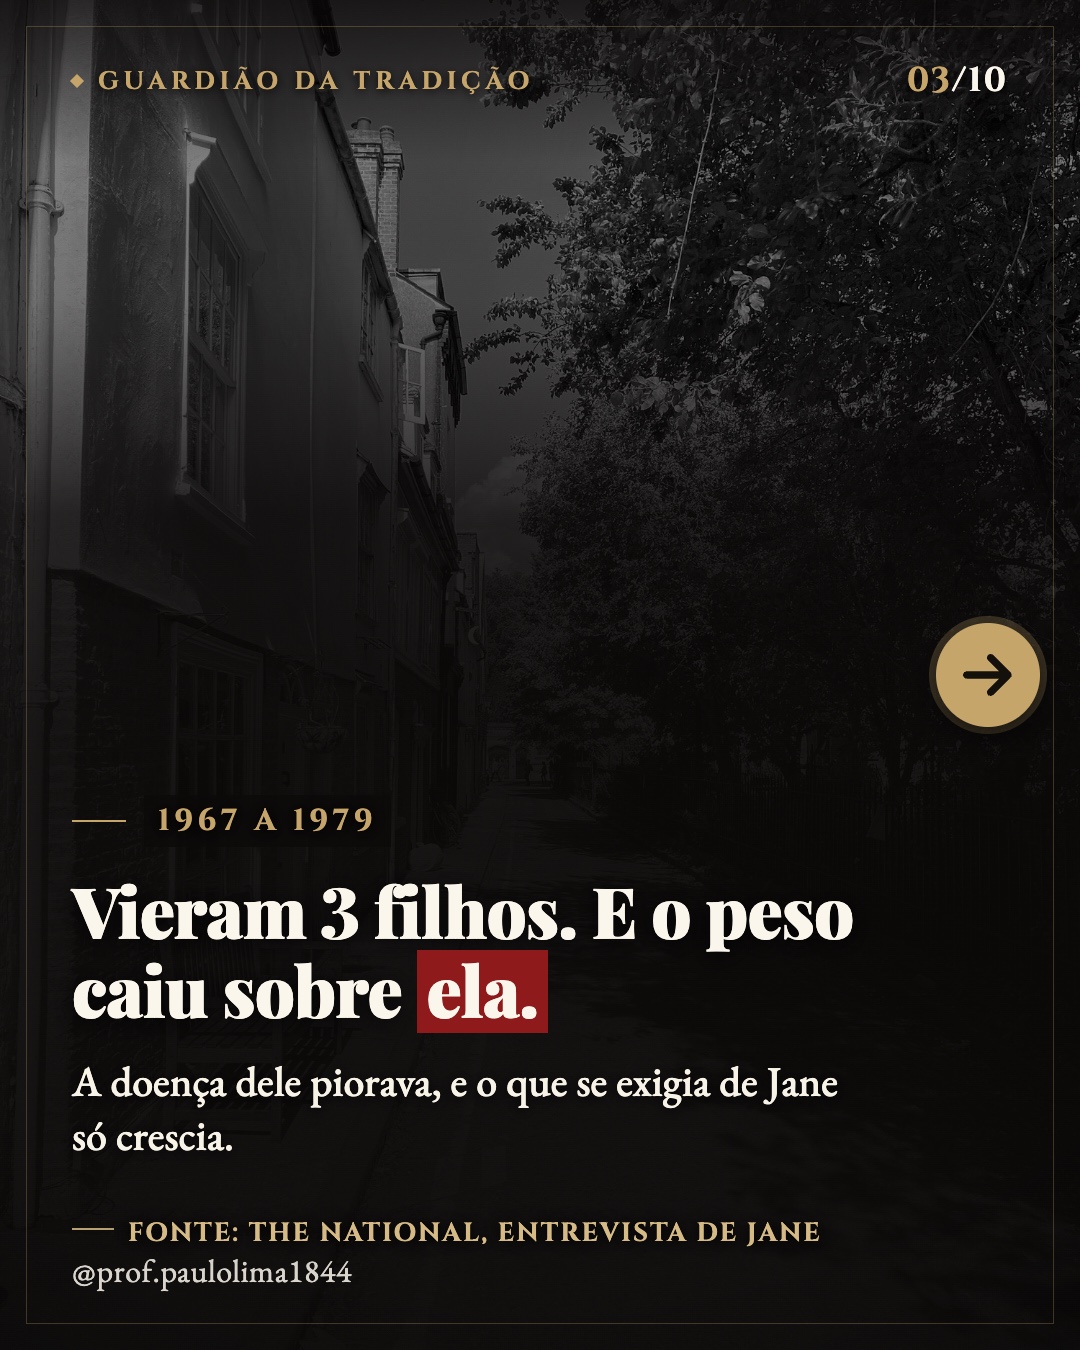 GUARDIÃO DA TRADIÇÃO
03/10
1967 A 1979
Vieram 3 filhos. E o peso
caiu sobre ela.
A doença dele piorava, e o que se exigia de Jane
só crescia.
FONTE: THE NATIONAL, ENTREVISTA DE JANE
@prof.paulolima1844